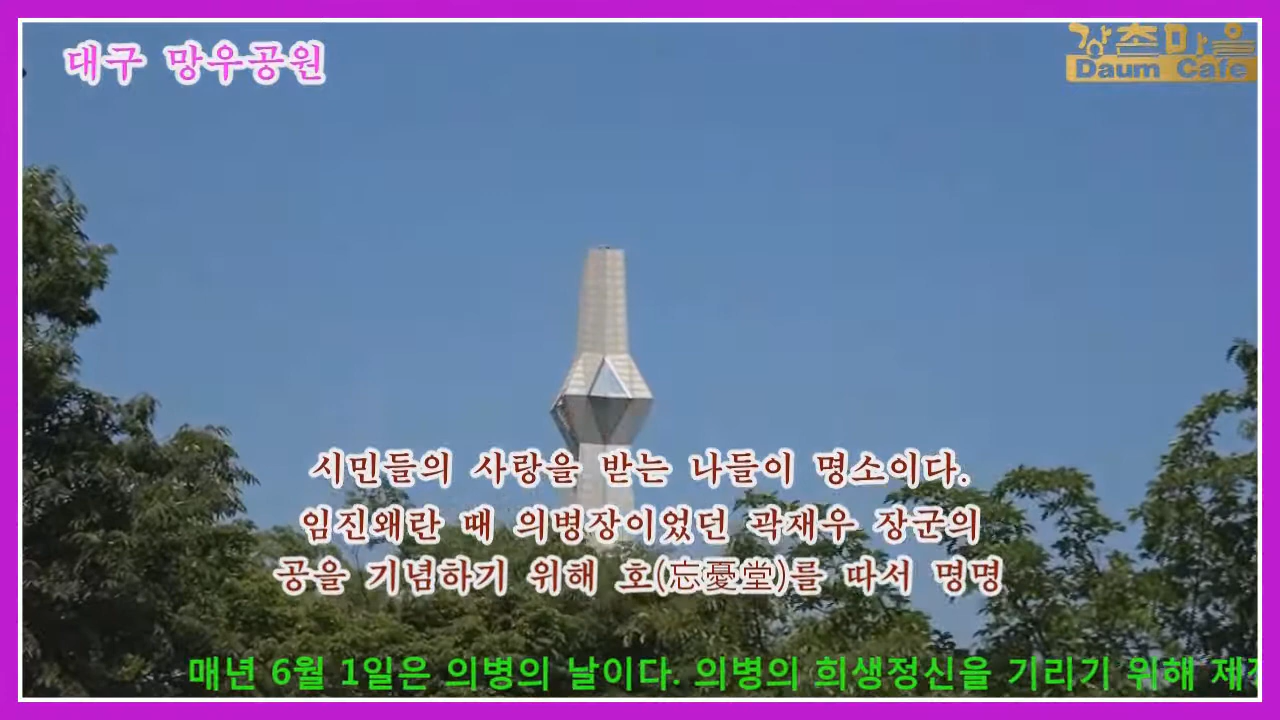 대구 망우공원
강촌마을
Daum Cafe
시민들의 사랑을 받는 나들이 명소이다.
임진왜란 때 의병장이었던 곽재우 장군의
공을 기념하기 위해 호(忘憂堂)를 따서 명명
매년 6월 1일은 의병의 날이다. 의병의 희생정신을 기리기 위해